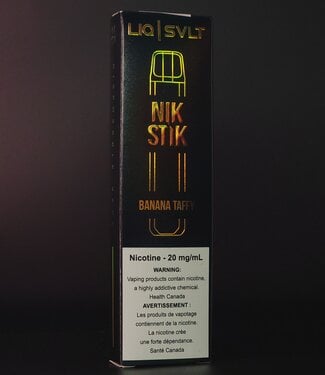 LIQ | SVLT
NIK
STIK
BANANA TAFFY
Nicotine - 20 mg/mL
WARNING:
Vaping products contain nicotine,
a highly addictive chemical.
Health Canada
AVERTISSEMENT :
Les produits de vapotage
contiennent de la nicotine.
La nicotine crée
une forte dépendance.
Santé Canada